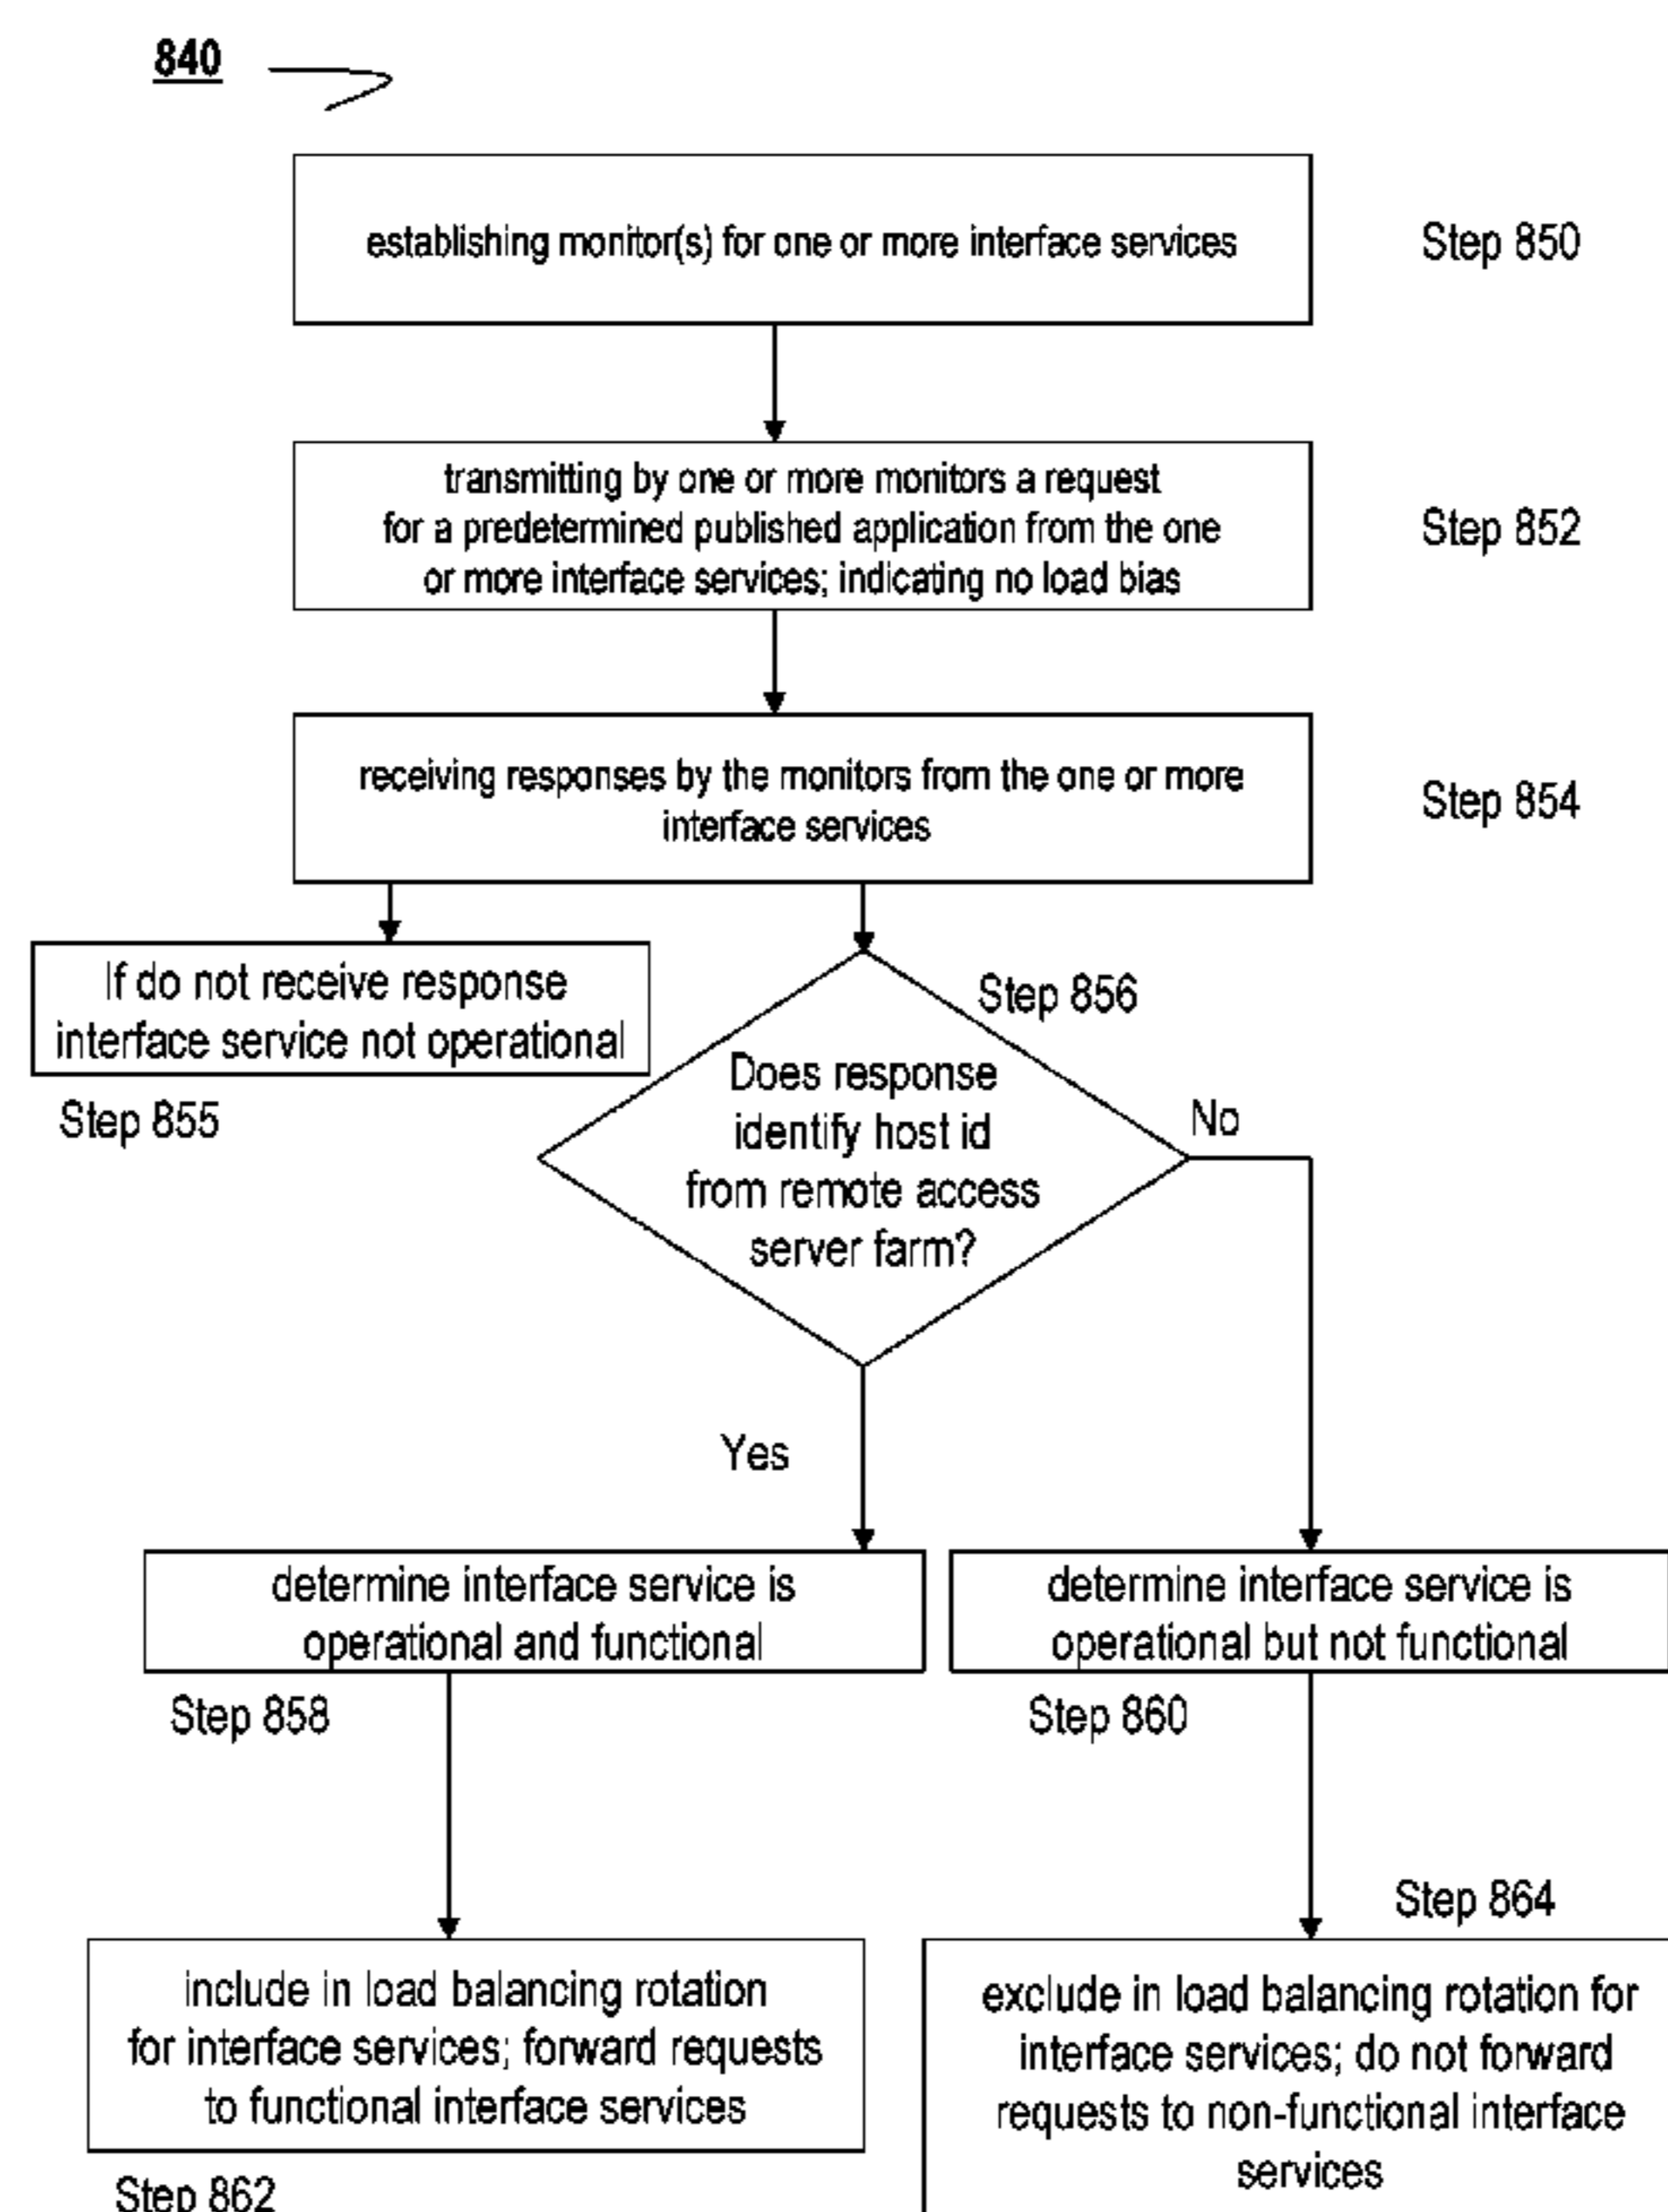 840
establishing monitor(s) for one or more interface services
Step 850
transmitting by one or more monitors a request
for a predetermined published application from the one
or more interface services; indicating no load bias
Step 852
receiving responses by the monitors from the one or more
interface services
Step 854
If do not receive response
interface service not operational
Step 855
Step 856
Does response
identify host id
from remote access
server farm?
No
Yes
determine interface service is
operational and functional
Step 858
determine interface service is
operational but not functional
Step 860
include in load balancing rotation
for interface services; forward requests
to functional interface services
Step 862
Step 864
exclude in load balancing rotation for
interface services; do not forward
requests to non-functional interface
services